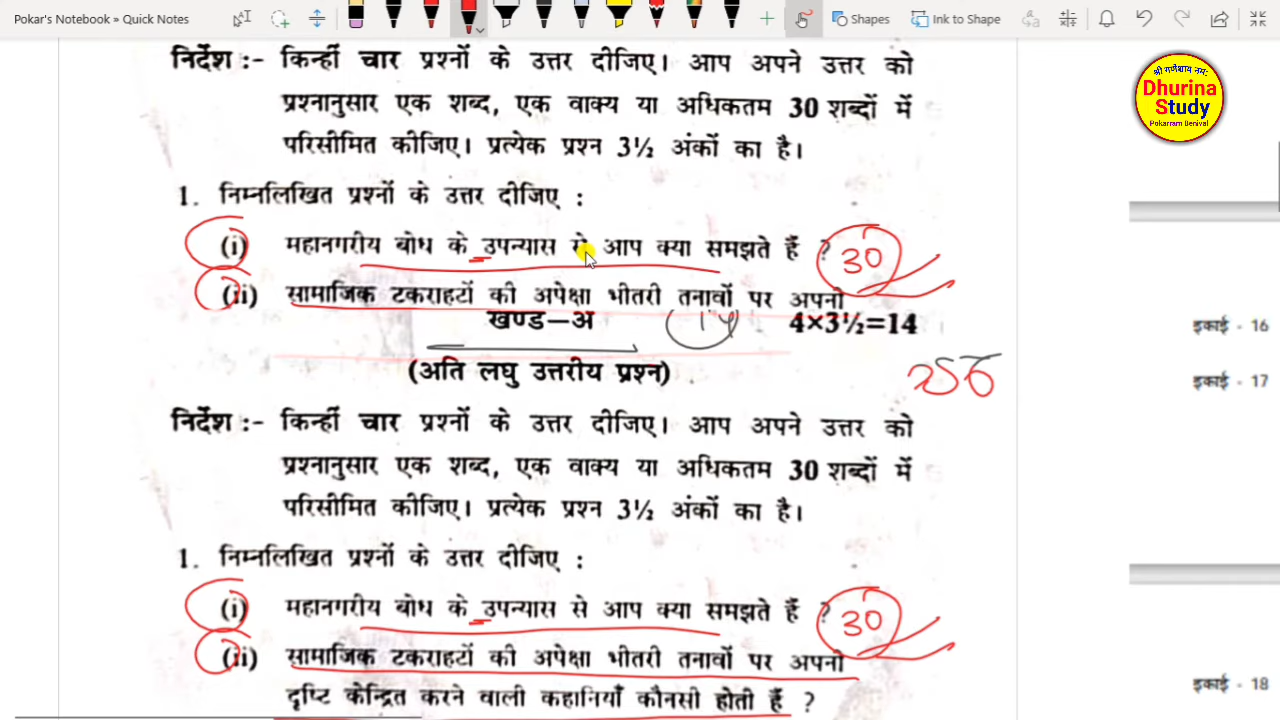 Pokar's Notebook » Quick Notes
Shapes
Ink to Shape
श्री गणेशाय नमः
Dhurina
Study
Pokarram Denival
निर्देश :- किन्हीं चार प्रश्नों के उत्तर दीजिए। आप अपने उत्तर को
प्रश्नानुसार एक शब्द, एक वाक्य या अधिकतम 30 शब्दों में
परिसीमित कीजिए। प्रत्येक प्रश्न 3½ अंकों का है।
1. निम्नलिखित प्रश्नों के उत्तर दीजिए :
(i) महानगरीय बोध के उपन्यास से आप क्या समझते हैं ? 30
(ii) सामाजिक टकराहटों की अपेक्षा भीतरी तनावों पर अपनी
खण्ड—अ 14 4×3½=14
इकाई - 16
(अति लघु उत्तरीय प्रश्न)
इकाई - 17
निर्देश :- किन्हीं चार प्रश्नों के उत्तर दीजिए। आप अपने उत्तर को
प्रश्नानुसार एक शब्द, एक वाक्य या अधिकतम 30 शब्दों में
परिसीमित कीजिए। प्रत्येक प्रश्न 3½ अंकों का है।
1. निम्नलिखित प्रश्नों के उत्तर दीजिए :
(i) महानगरीय बोध के उपन्यास से आप क्या समझते हैं ? 30
(ii) सामाजिक टकराहटों की अपेक्षा भीतरी तनावों पर अपनी
इकाई - 18
दृष्टि केन्द्रित करने वाली कहानियाँ कौनसी होती हैं ?